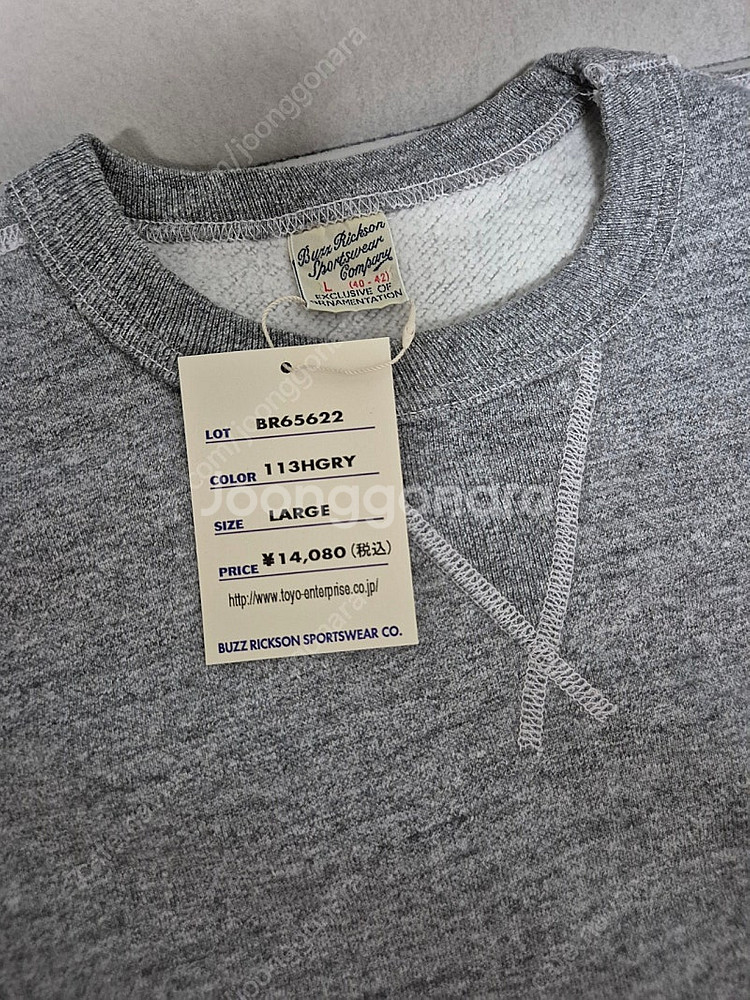 Buzz Rickson
Sportswear
Company
L (40 - 42)
EXCLUSIVE OF
ORNAMENTATION
LOT BR65622
COLOR 113HGRY
SIZE LARGE
PRICE ¥14,080(税込)
http://www.toyo-enterprise.co.jp/
BUZZ RICKSON SPORTSWEAR CO.
Joonggonara